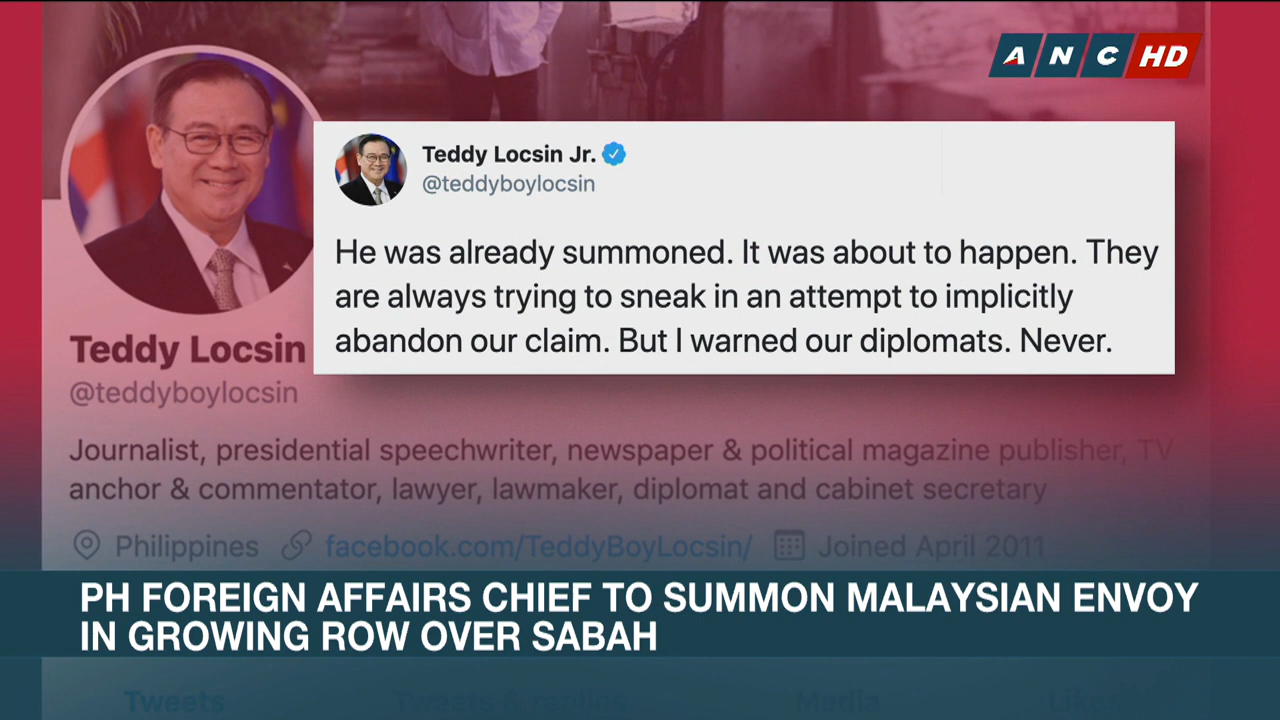 ANC HD
Teddy Locsin Jr.
@teddyboylocsin
He was already summoned. It was about to happen. They
are always trying to sneak in an attempt to implicitly
abandon our claim. But I warned our diplomats. Never.
Teddy Locsin
@teddyboylocsin
Journalist, presidential speechwriter, newspaper & political magazine publisher, TV
anchor & commentator, lawyer, lawmaker, diplomat and cabinet secretary
Philippines facebook.com/TeddyBoyLocsin/ Joined April 2011
PH FOREIGN AFFAIRS CHIEF TO SUMMON MALAYSIAN ENVOY
IN GROWING ROW OVER SABAH
Tweets Tweets & replies Media Likes